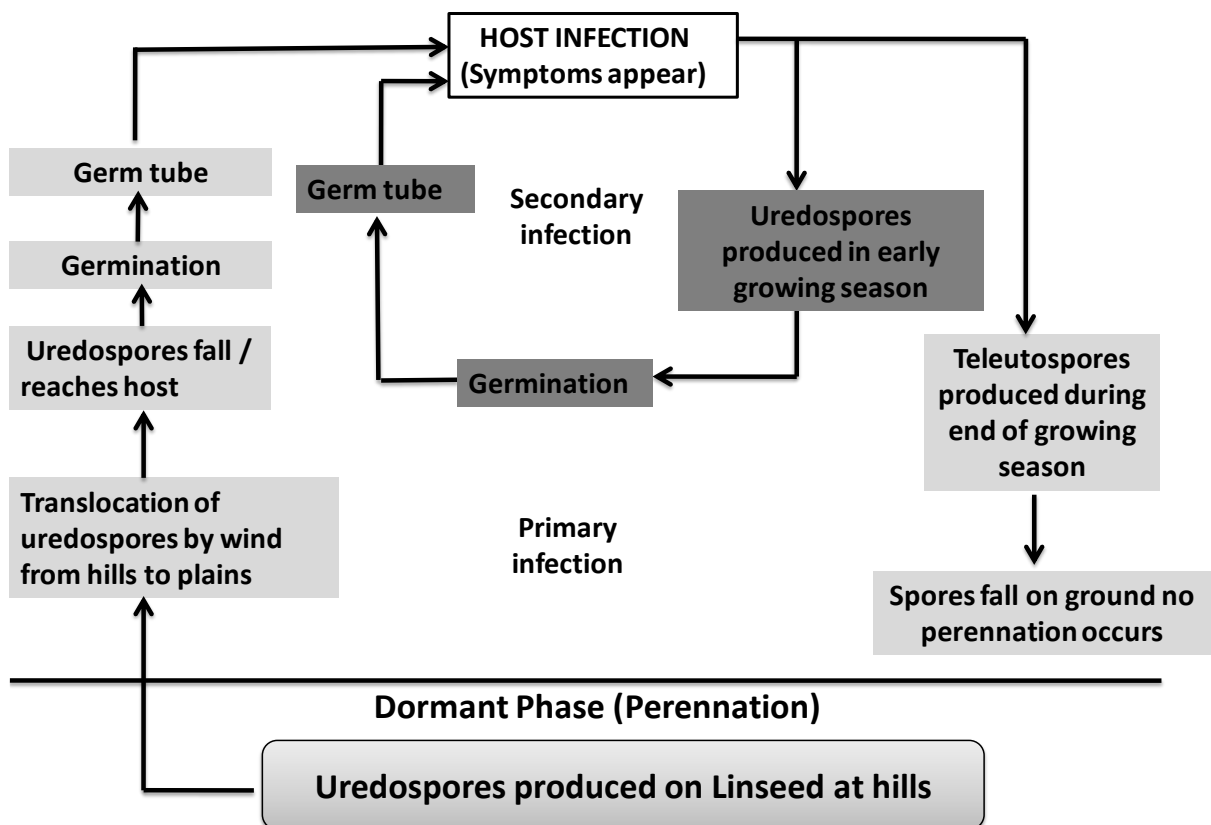 HOST INFECTION
(Symptoms appear)
Germ tube
Germ tube
Secondary
infection
Uredospores
produced in early
growing season
Germination
Uredospores fall /
reaches host
Germination
Teleutospores
produced during
end of growing
season
Translocation of
uredospores by wind
from hills to plains
Primary
infection
Spores fall on ground no
perennation occurs
Dormant Phase (Perennation)
Uredospores produced on Linseed at hills